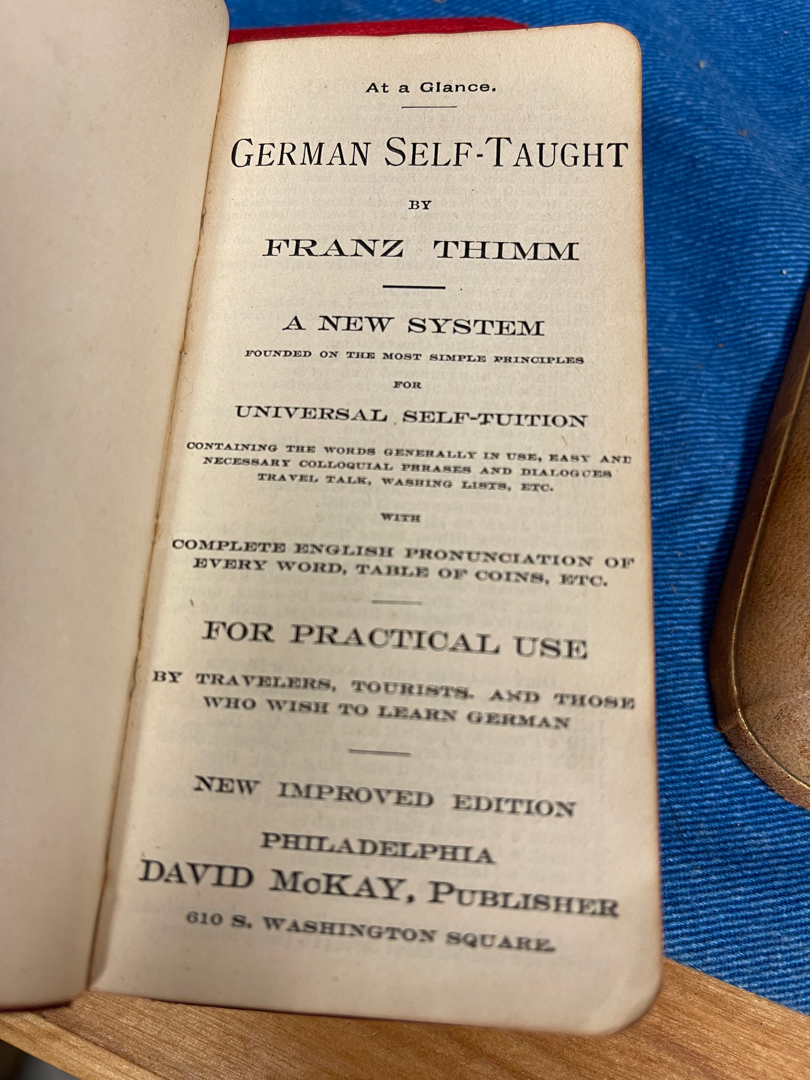 At a Glance.
GERMAN SELF-TAUGHT
BY
FRANZ THIMM
A NEW SYSTEM
FOUNDED ON THE MOST SIMPLE PRINCIPLES
FOR
UNIVERSAL SELF-TUITION
CONTAINING THE WORDS GENERALLY IN USE, EASY AND
NECESSARY COLLOQUIAL PHRASES AND DIALOGUES
TRAVEL TALK, WASHING LISTS, ETC.
WITH
COMPLETE ENGLISH PRONUNCIATION OF
EVERY WORD, TABLE OF COINS, ETC.
FOR PRACTICAL USE
BY TRAVELERS, TOURISTS. AND THOSE
WHO WISH TO LEARN GERMAN
NEW IMPROVED EDITION
PHILADELPHIA
DAVID McKAY, PUBLISHER
610 S. WASHINGTON SQUARE.